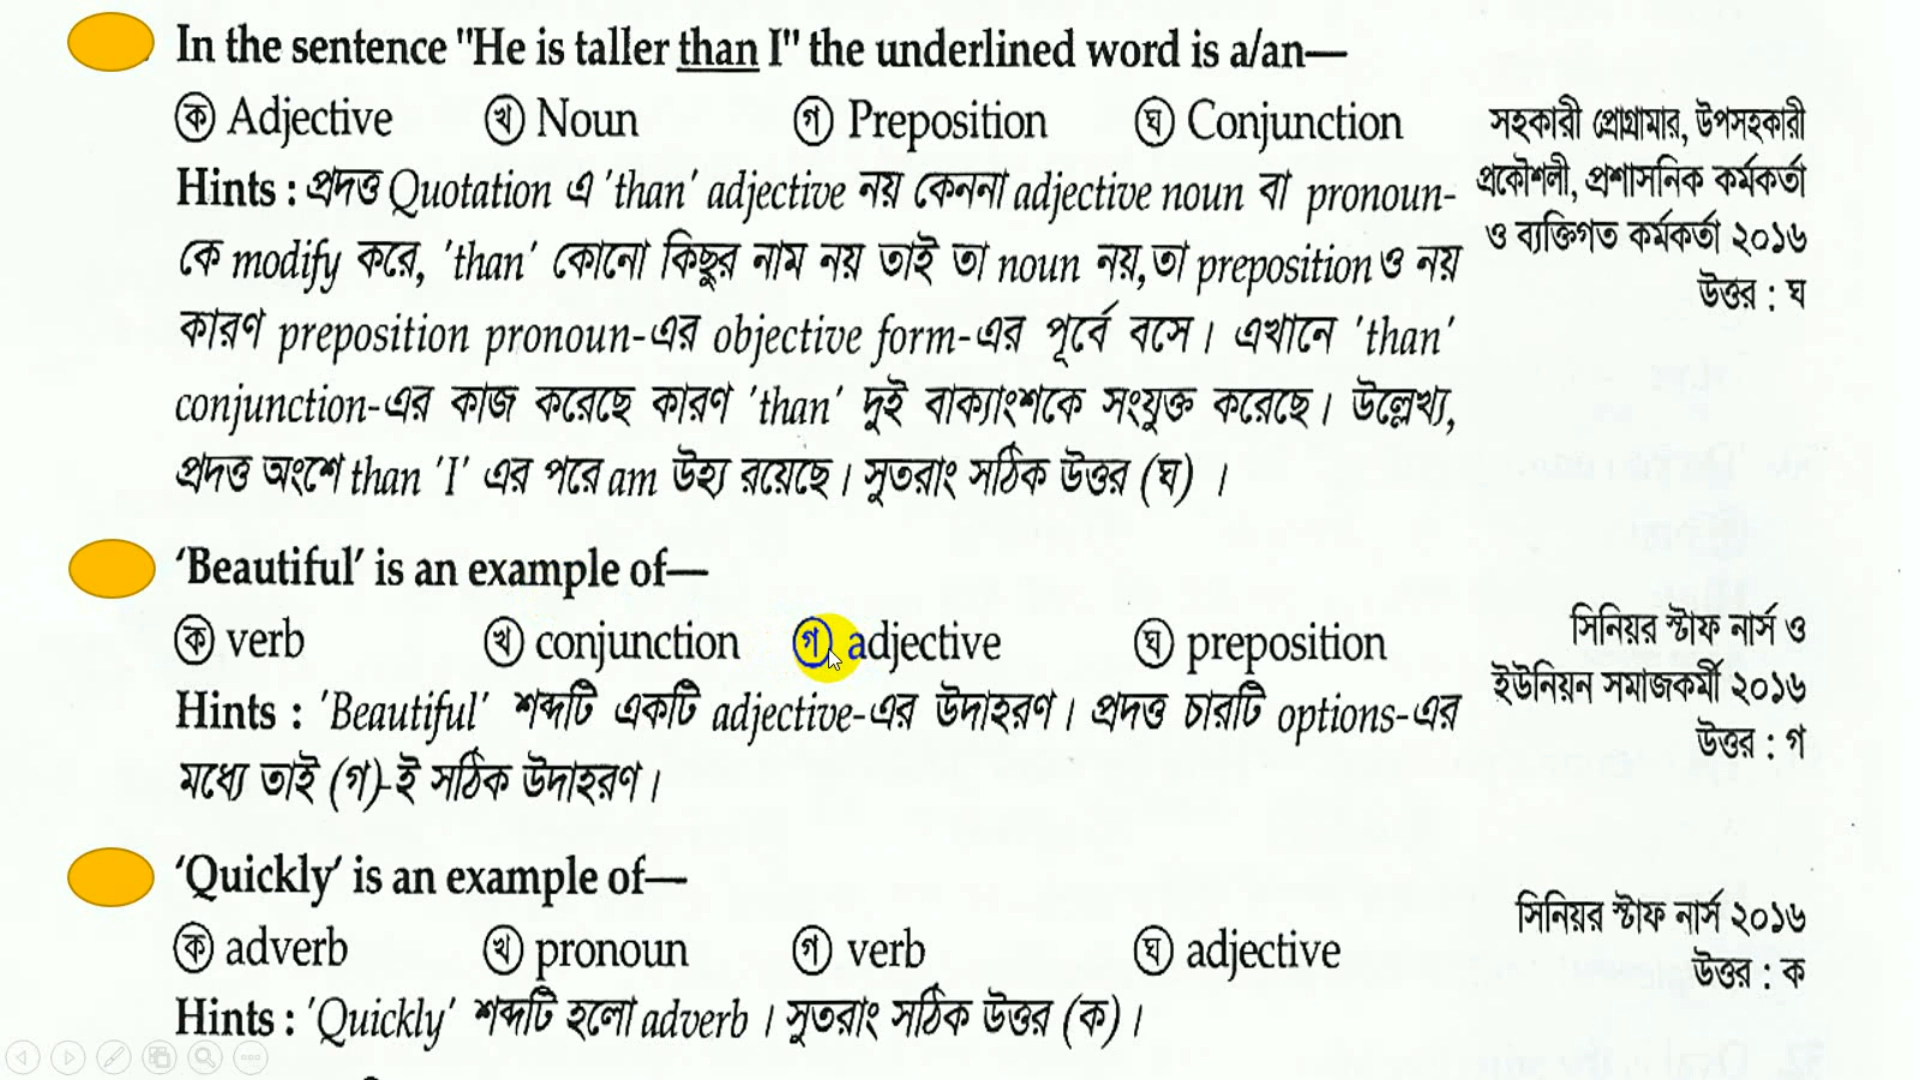 In the sentence "He is taller than I" the underlined word is a/an—
ক Adjective খ Noun গ Preposition ঘ Conjunction
সহকারী প্রোগ্রামার, উপসহকারী
প্রকৌশলী, প্রশাসনিক কর্মকর্তা
ও ব্যক্তিগত কর্মকর্তা ২০১৬
উত্তর : ঘ
Hints : প্রদত্ত Quotation এ 'than' adjective নয় কেননা adjective noun বা pronoun-
কে modify করে, 'than' কোনো কিছুর নাম নয় তাই তা noun নয়, তা preposition ও নয়
কারণ preposition pronoun-এর objective form-এর পূর্বে বসে। এখানে 'than'
conjunction-এর কাজ করেছে কারণ 'than' দুই বাক্যাংশকে সংযুক্ত করেছে। উল্লেখ্য,
প্রদত্ত অংশে than 'I' এর পরে am উহ্য রয়েছে। সুতরাং সঠিক উত্তর (ঘ) ।
‘Beautiful’ is an example of—
ক verb খ conjunction গ adjective ঘ preposition
সিনিয়র স্টাফ নার্স ও
ইউনিয়ন সমাজকর্মী ২০১৬
উত্তর : গ
Hints : 'Beautiful' শব্দটি একটি adjective-এর উদাহরণ। প্রদত্ত চারটি options-এর
মধ্যে তাই (গ)-ই সঠিক উদাহরণ।
‘Quickly’ is an example of—
ক adverb খ pronoun গ verb ঘ adjective
সিনিয়র স্টাফ নার্স ২০১৬
উত্তর : ক
Hints : 'Quickly' শব্দটি হলো adverb । সুতরাং সঠিক উত্তর (ক) ।